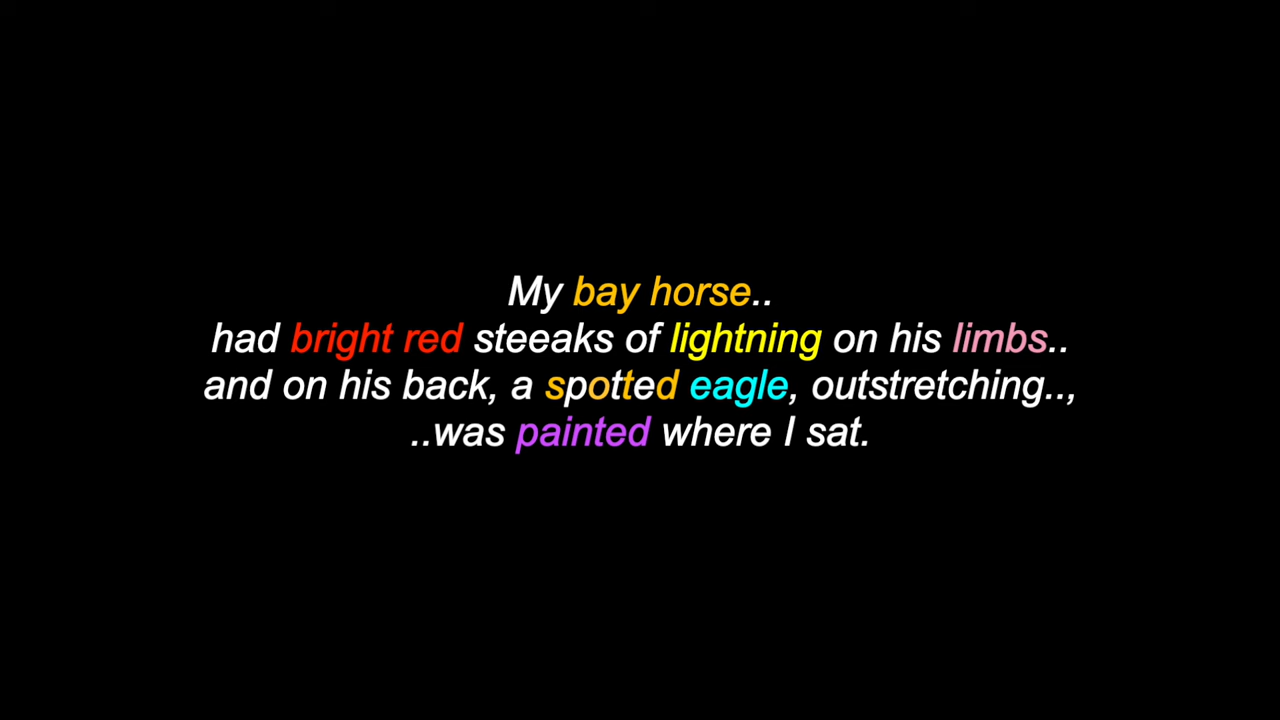 My bay horse..
had bright red steeaks of lightning on his limbs..
and on his back, a spotted eagle, outstretching..,
..was painted where I sat.